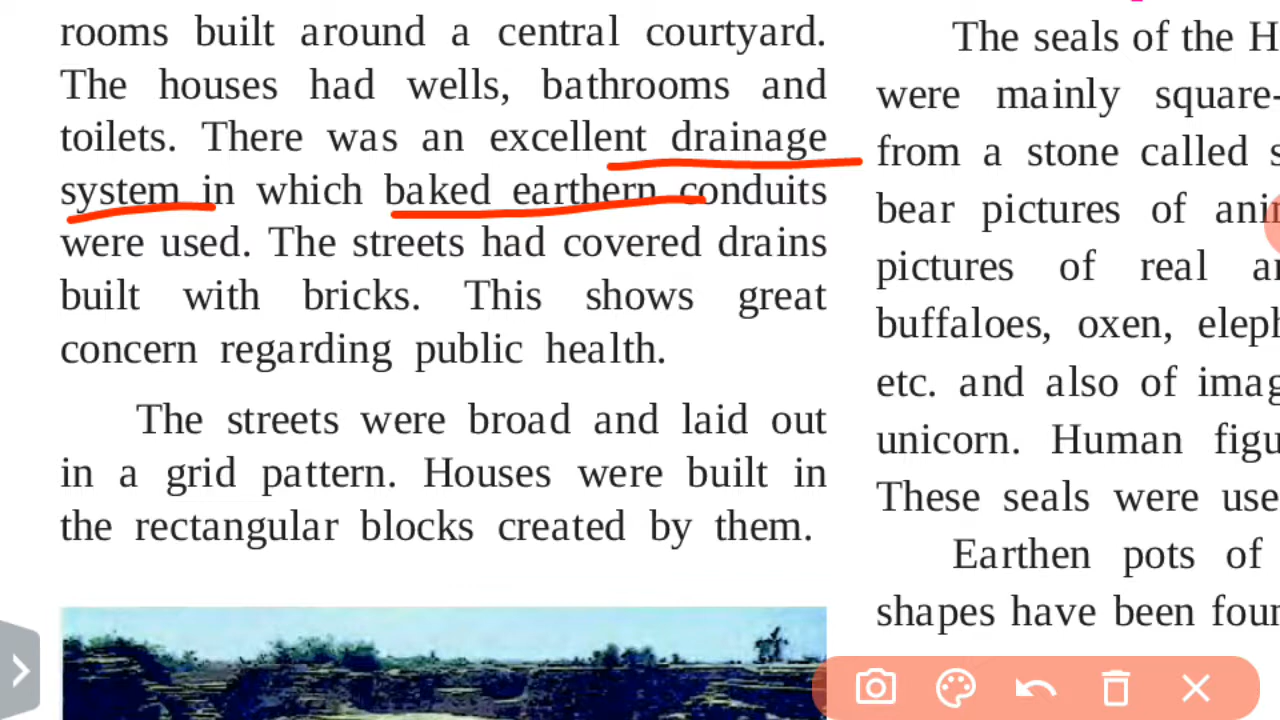 rooms built around a central courtyard.
The houses had wells, bathrooms and
toilets. There was an excellent drainage
system in which baked earthern conduits
were used. The streets had covered drains
built with bricks. This shows great
concern regarding public health.
The streets were broad and laid out
in a grid pattern. Houses were built in
the rectangular blocks created by them.
The seals of the
were mainly square-
from a stone called
bear pictures of
pictures of real
buffaloes, oxen,
etc. and also of
unicorn. Human
These seals were
Earthen pots of
shapes have been